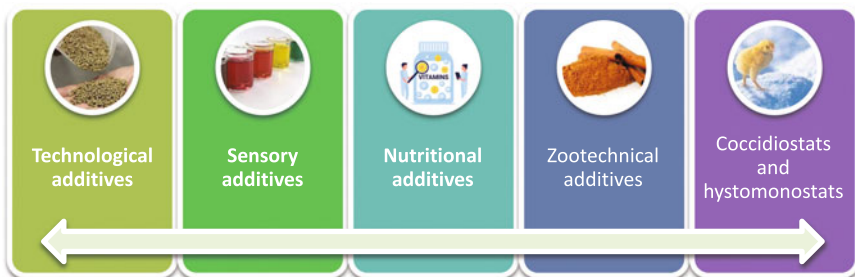 Technological
additives
Sensory
additives
VITAMINS
Nutritional
additives
Zootechnical
additives
Coccidiostats
and
hystomonostats